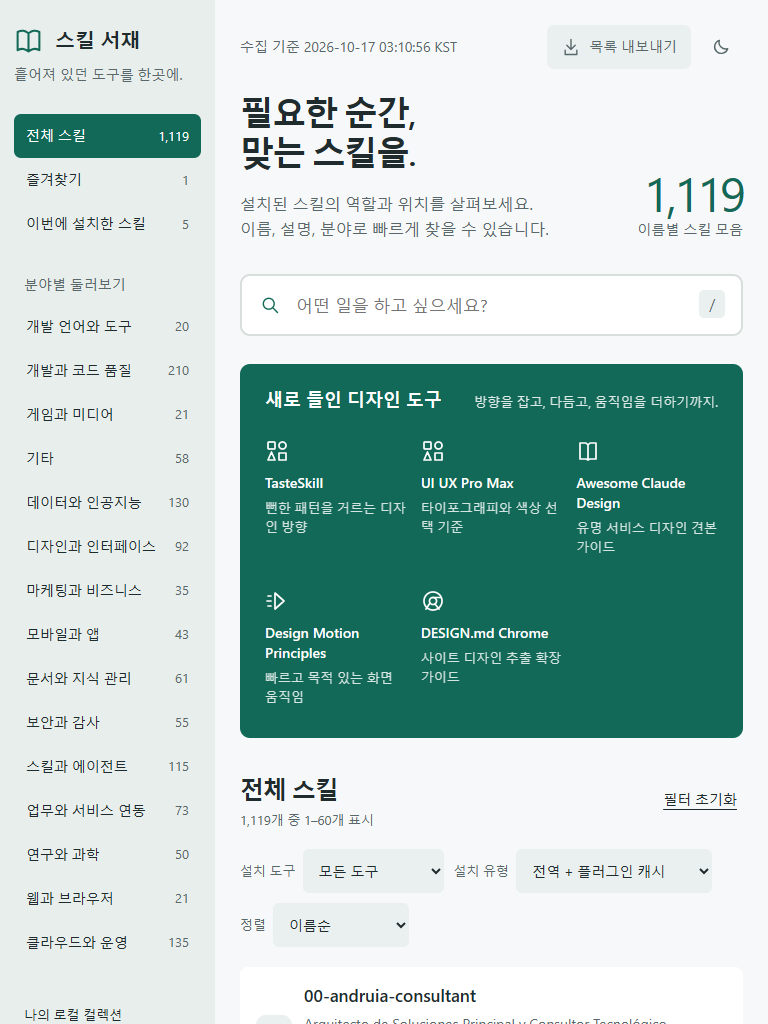 스킬 서재
흩어져 있던 도구를 한곳에.
전체 스킬 1,119
즐겨찾기 1
이번에 설치한 스킬 5
분야별 둘러보기
개발 언어와 도구 20
개발과 코드 품질 210
게임과 미디어 21
기타 58
데이터와 인공지능 130
디자인과 인터페이스 92
마케팅과 비즈니스 35
모바일과 앱 43
문서와 지식 관리 61
보안과 감사 55
스킬과 에이전트 115
업무와 서비스 연동 73
연구와 과학 50
웹과 브라우저 21
클라우드와 운영 135
나의 로컬 컬렉션
수집 기준 2026-10-17 03:10:56 KST
목록 내보내기
필요한 순간,
맞는 스킬을.
설치된 스킬의 역할과 위치를 살펴보세요.
이름, 설명, 분야로 빠르게 찾을 수 있습니다.
1,119
이름별 스킬 모음
어떤 일을 하고 싶으세요? /
새로 들인 디자인 도구
방향을 잡고, 다듬고, 움직임을 더하기까지.
TasteSkill
뻔한 패턴을 거르는 디자
인 방향
UI UX Pro Max
타이포그래피와 색상 선
택 기준
Awesome Claude
Design
유명 서비스 디자인 견본
가이드
Design Motion
Principles
빠르고 목적 있는 화면
움직임
DESIGN.md Chrome
사이트 디자인 추출 확장
가이드
전체 스킬
1,119개 중 1–60개 표시
필터 초기화
설치 도구 모든 도구 설치 유형 전역 + 플러그인 캐시
정렬 이름순
00-andruia-consultant
Arquitecto de Soluciones Principal y Consultor Tecnológico